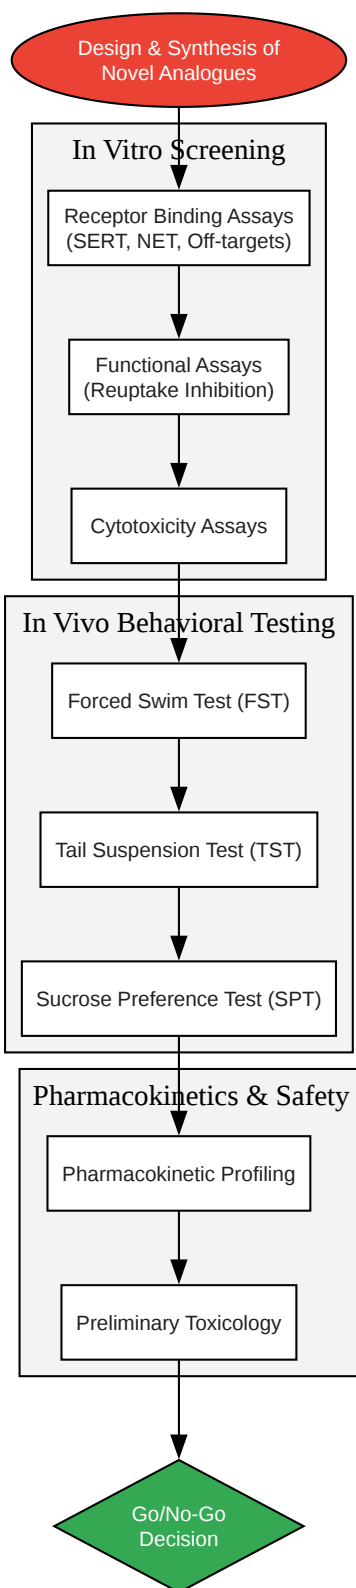 Design & Synthesis of
Novel Analogues
In Vitro Screening
Receptor Binding Assays
(SERT, NET, Off-targets)
Functional Assays
(Reuptake Inhibition)
Cytotoxicity Assays
In Vivo Behavioral Testing
Forced Swim Test (FST)
Tail Suspension Test (TST)
Sucrose Preference Test (SPT)
Pharmacokinetics & Safety
Pharmacokinetic Profiling
Preliminary Toxicology
Go/No-Go
Decision